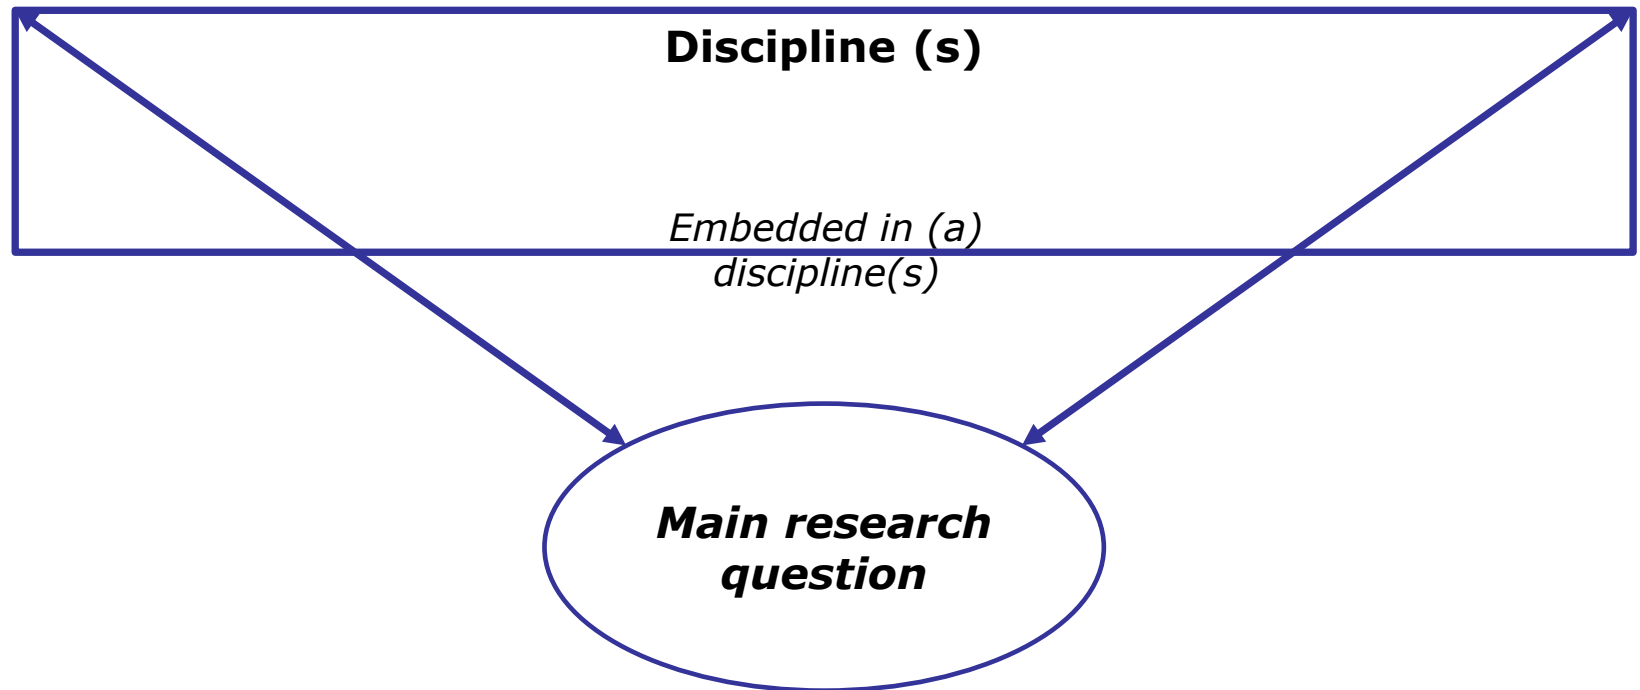 Discipline (s)
Embedded in (a)
discipline(s)
Main research
question